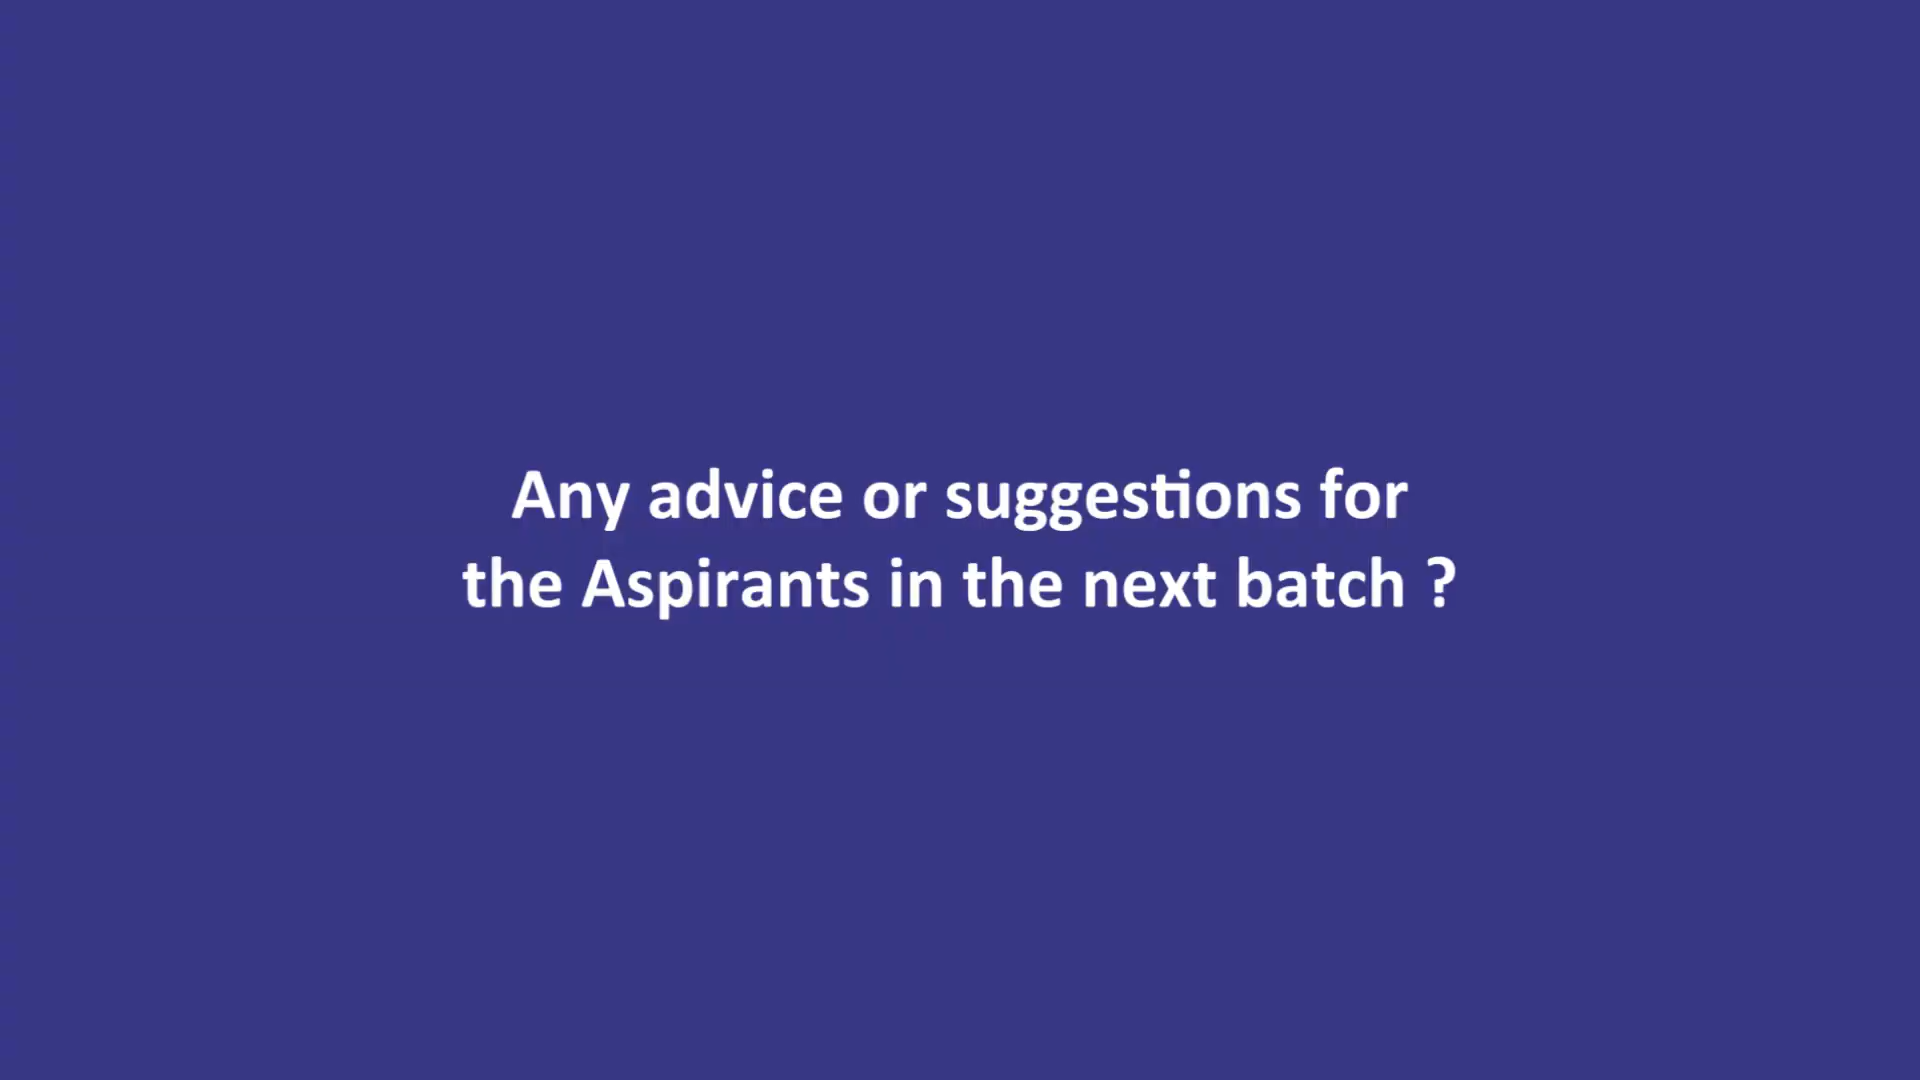 Any advice or suggestions for
the Aspirants in the next batch ?